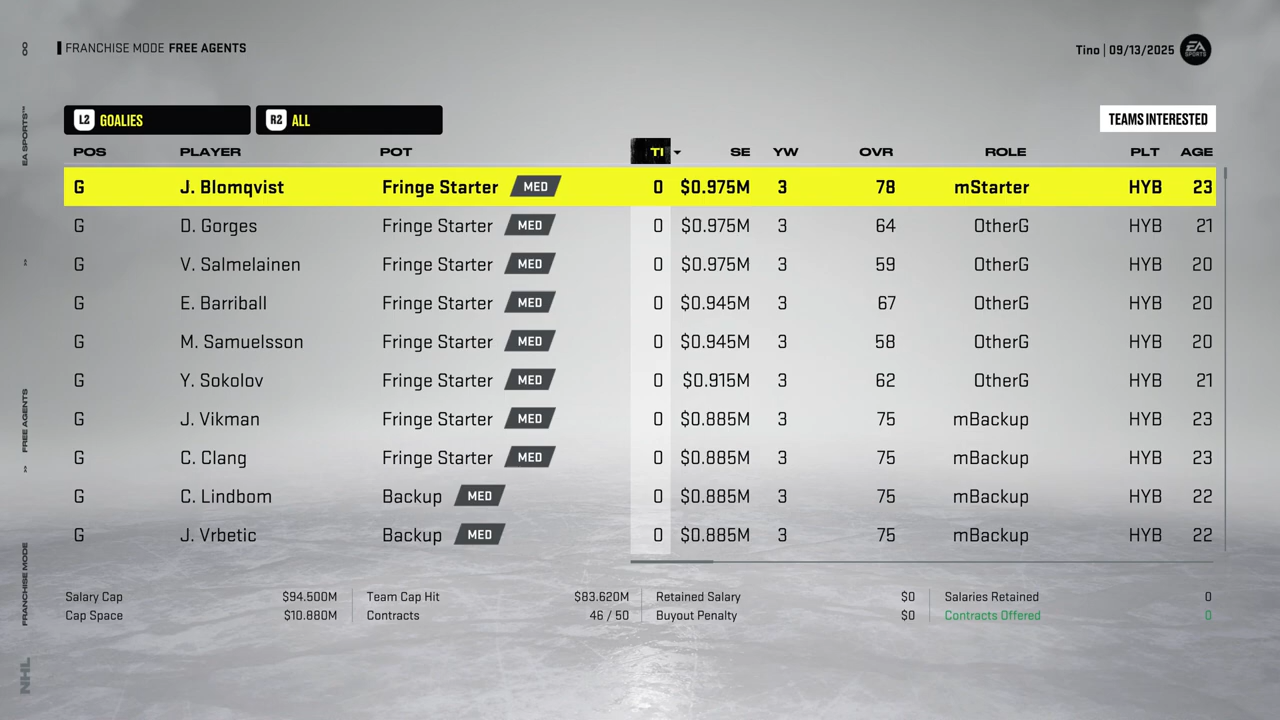 FRANCHISE MODE FREE AGENTS
Tino | 09/13/2025 EA SPORTS
L2 GOALIES R2 ALL TEAMS INTERESTED
POS PLAYER POT TI SE YW OVR ROLE PLT AGE
G J. Blomqvist Fringe Starter MED 0 $0.975M 3 78 mStarter HYB 23
G D. Gorges Fringe Starter MED 0 $0.975M 3 64 OtherG HYB 21
G V. Salmelainen Fringe Starter MED 0 $0.975M 3 59 OtherG HYB 20
G E. Barriball Fringe Starter MED 0 $0.945M 3 67 OtherG HYB 20
G M. Samuelsson Fringe Starter MED 0 $0.945M 3 58 OtherG HYB 20
G Y. Sokolov Fringe Starter MED 0 $0.915M 3 62 OtherG HYB 21
G J. Vikman Fringe Starter MED 0 $0.885M 3 75 mBackup HYB 23
G C. Clang Fringe Starter MED 0 $0.885M 3 75 mBackup HYB 23
G C. Lindbom Backup MED 0 $0.885M 3 75 mBackup HYB 22
G J. Vrbetic Backup MED 0 $0.885M 3 75 mBackup HYB 22
Salary Cap $94.500M Team Cap Hit $83.620M Retained Salary $0 Salaries Retained 0
Cap Space $10.880M Contracts 46 / 50 Buyout Penalty $0 Contracts Offered 0
NHL FRANCHISE MODE >> FREE AGENTS >> EA SPORTS™